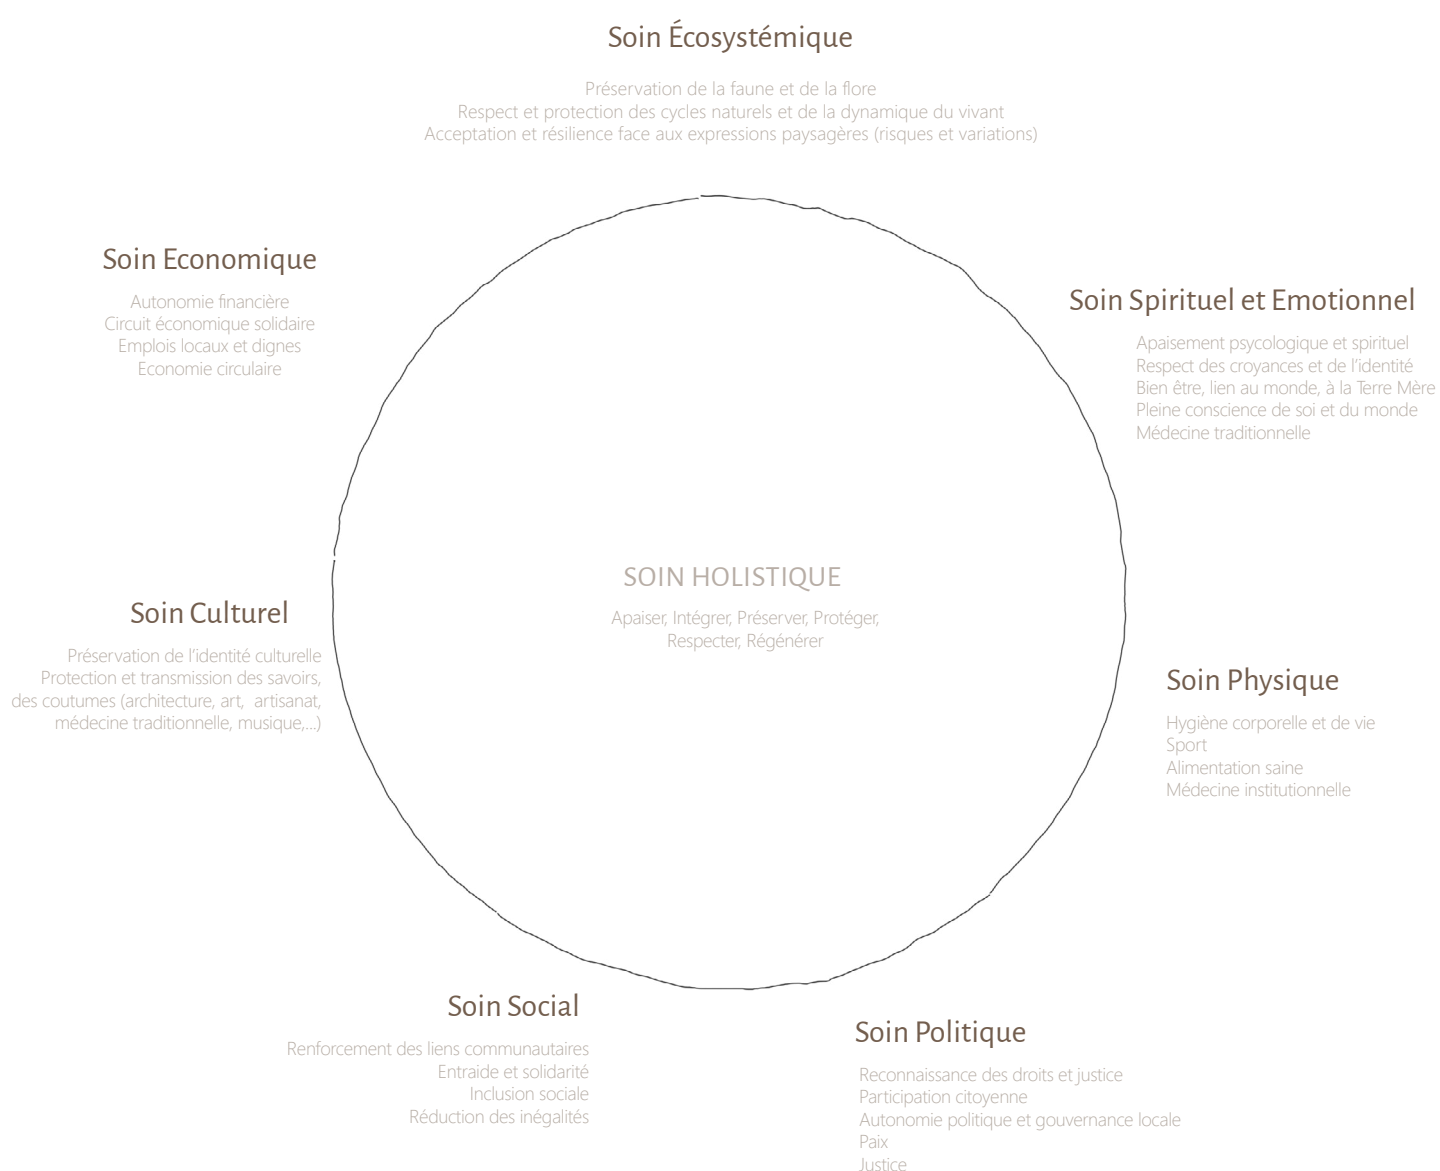 Soin Écosystémique
Préservation de la faune et de la flore
Respect et protection des cycles naturels et de la dynamique du vivant
Acceptation et résilience face aux expressions paysagères (risques et variations)
Soin Economique
Autonomie financière
Circuit économique solidaire
Emplois locaux et dignes
Economie circulaire
Soin Spirituel et Emotionnel
Apaisement psycologique et spirituel
Respect des croyances et de l'identité
Bien être, lien au monde, à la Terre Mère
Pleine conscience de soi et du monde
Médecine traditionnelle
SOIN HOLISTIQUE
Apaiser, Intégrer, Préserver, Protéger,
Respecter, Régénérer
Soin Culturel
Préservation de l'identité culturelle
Protection et transmission des savoirs,
des coutumes (architecture, art, artisanat,
médecine traditionnelle, musique,...)
Soin Physique
Hygiène corporelle et de vie
Sport
Alimentation saine
Médecine institutionnelle
Soin Social
Renforcement des liens communautaires
Entraide et solidarité
Inclusion sociale
Réduction des inégalités
Soin Politique
Reconnaissance des droits et justice
Participation citoyenne
Autonomie politique et gouvernance locale
Paix
Justice